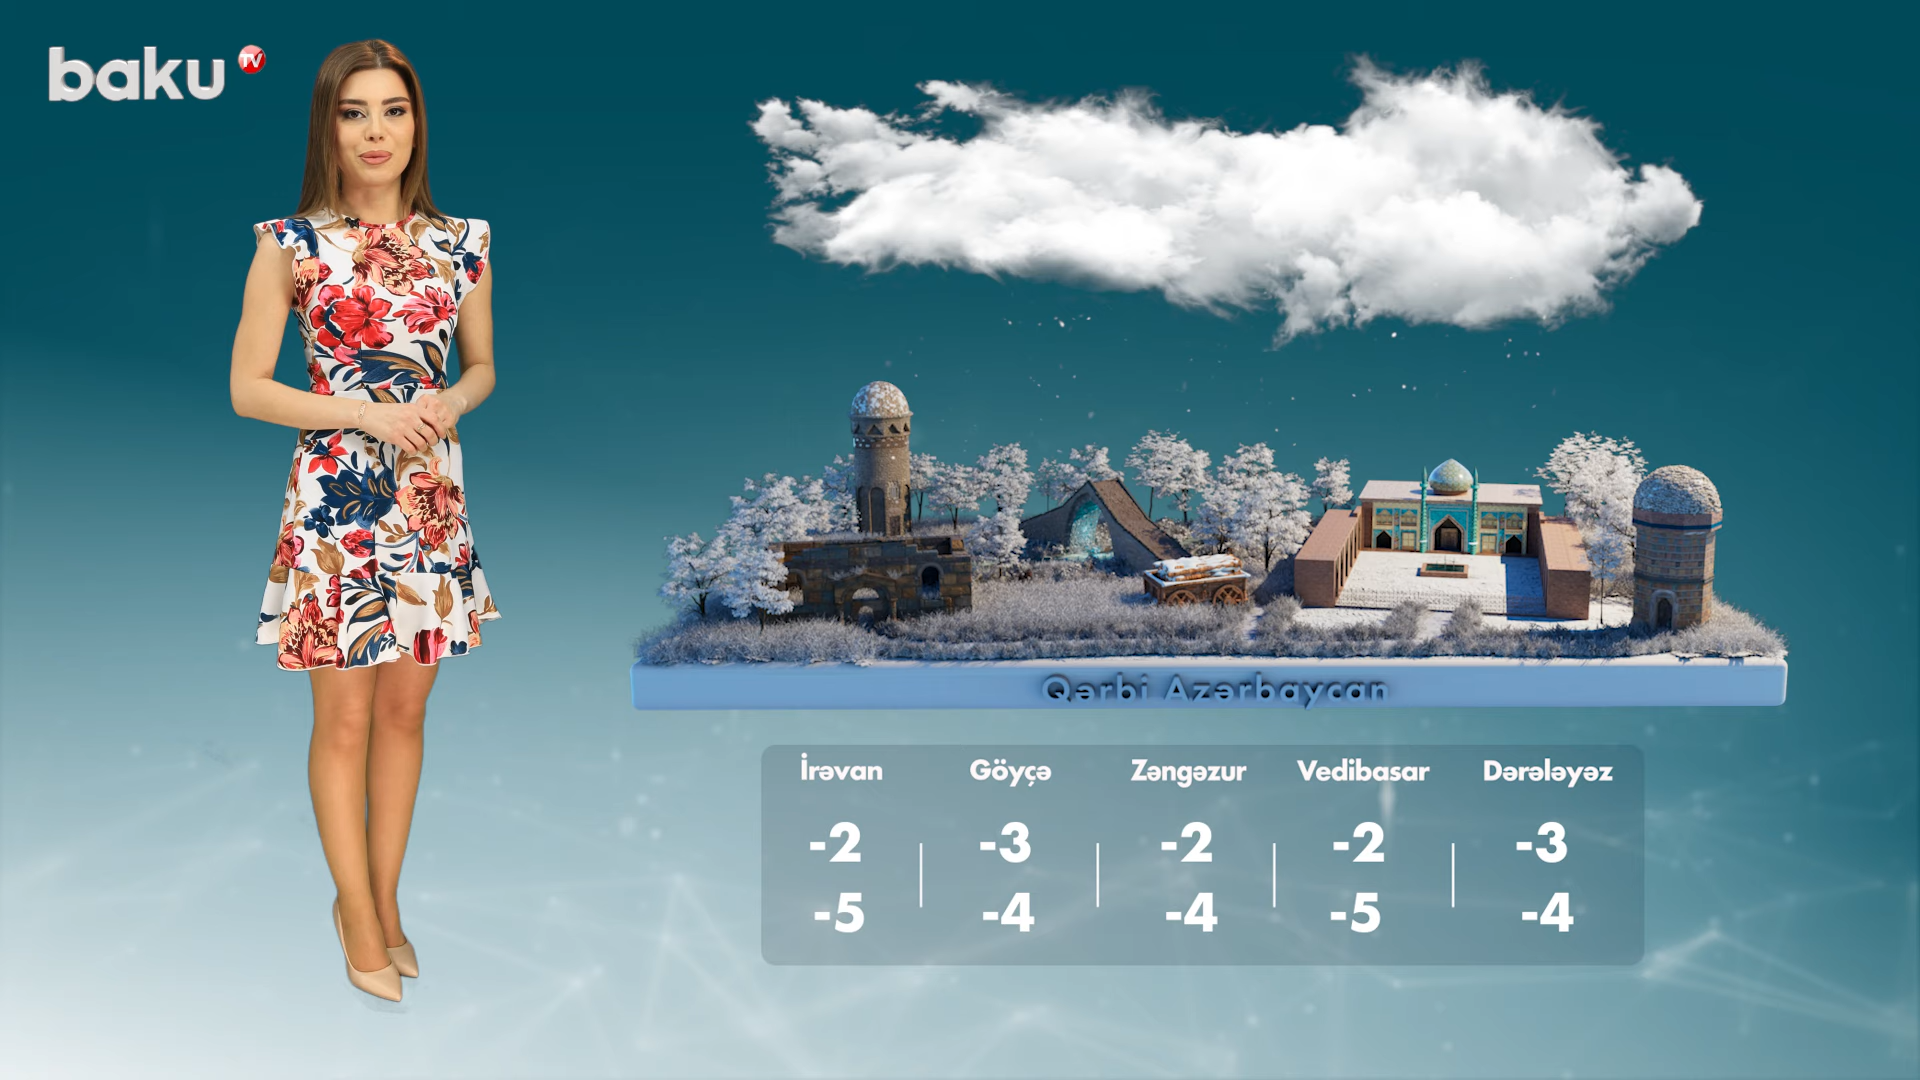 baku TV
Qərbi Azərbaycan
İrəvan Göyçə Zəngəzur Vedibasar Dərələyəz
-2 -3 -2 -2 -3
-5 -4 -4 -5 -4